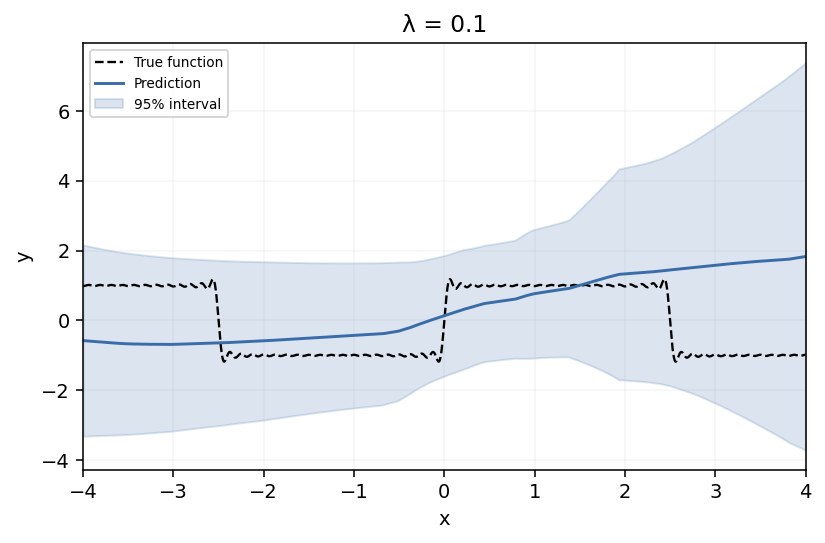 λ = 0.1
True function
Prediction
95% interval
y
6
4
2
0
−2
−4
−4 −3 −2 −1 0 1 2 3 4
x